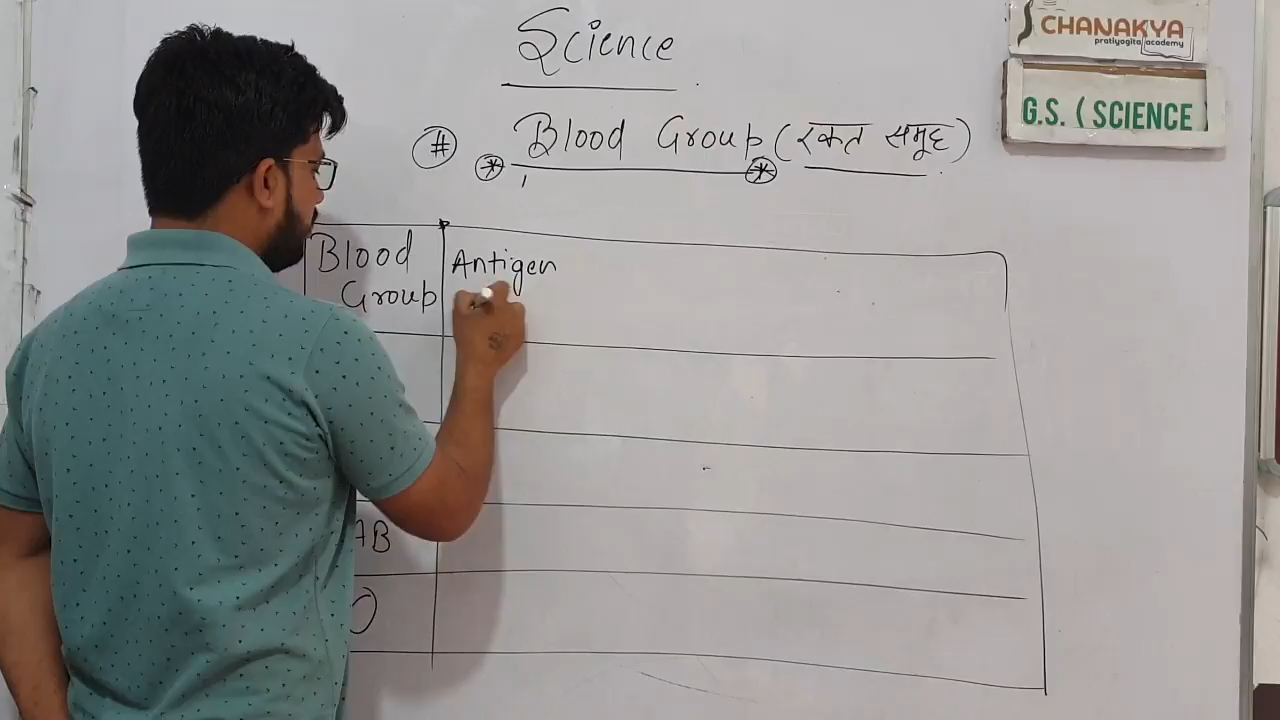 Science
CHANAKYA
pratiyogita academy
G.S. ( SCIENCE
# Blood Group (रक्त समूह)
Blood
Group
Antigen
AB
O